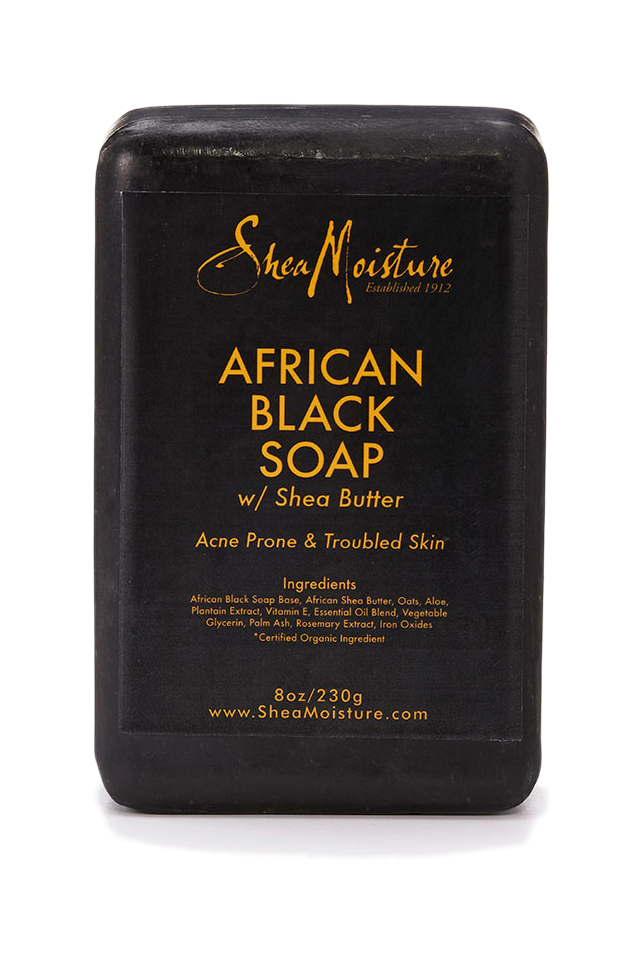 Shea Moisture
Established 1912
AFRICAN
BLACK
SOAP
w/ Shea Butter
Acne Prone & Troubled Skin
Ingredients
African Black Soap Base, African Shea Butter, Oats, Aloe,
Plantain Extract, Vitamin E, Essential Oil Blend, Vegetable
Glycerin, Palm Ash, Rosemary Extract, Iron Oxides
*Certified Organic Ingredient
8oz/230g
www.SheaMoisture.com